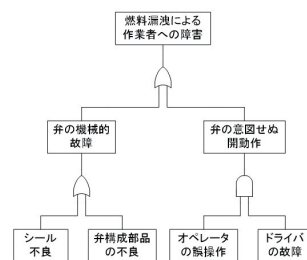 燃料漏洩による
作業者への障害
弁の機械的
故障
弁の意図せぬ
開動作
シール
不良
弁構成部品
の不良
オペレータ
の誤操作
ドライバ
の故障